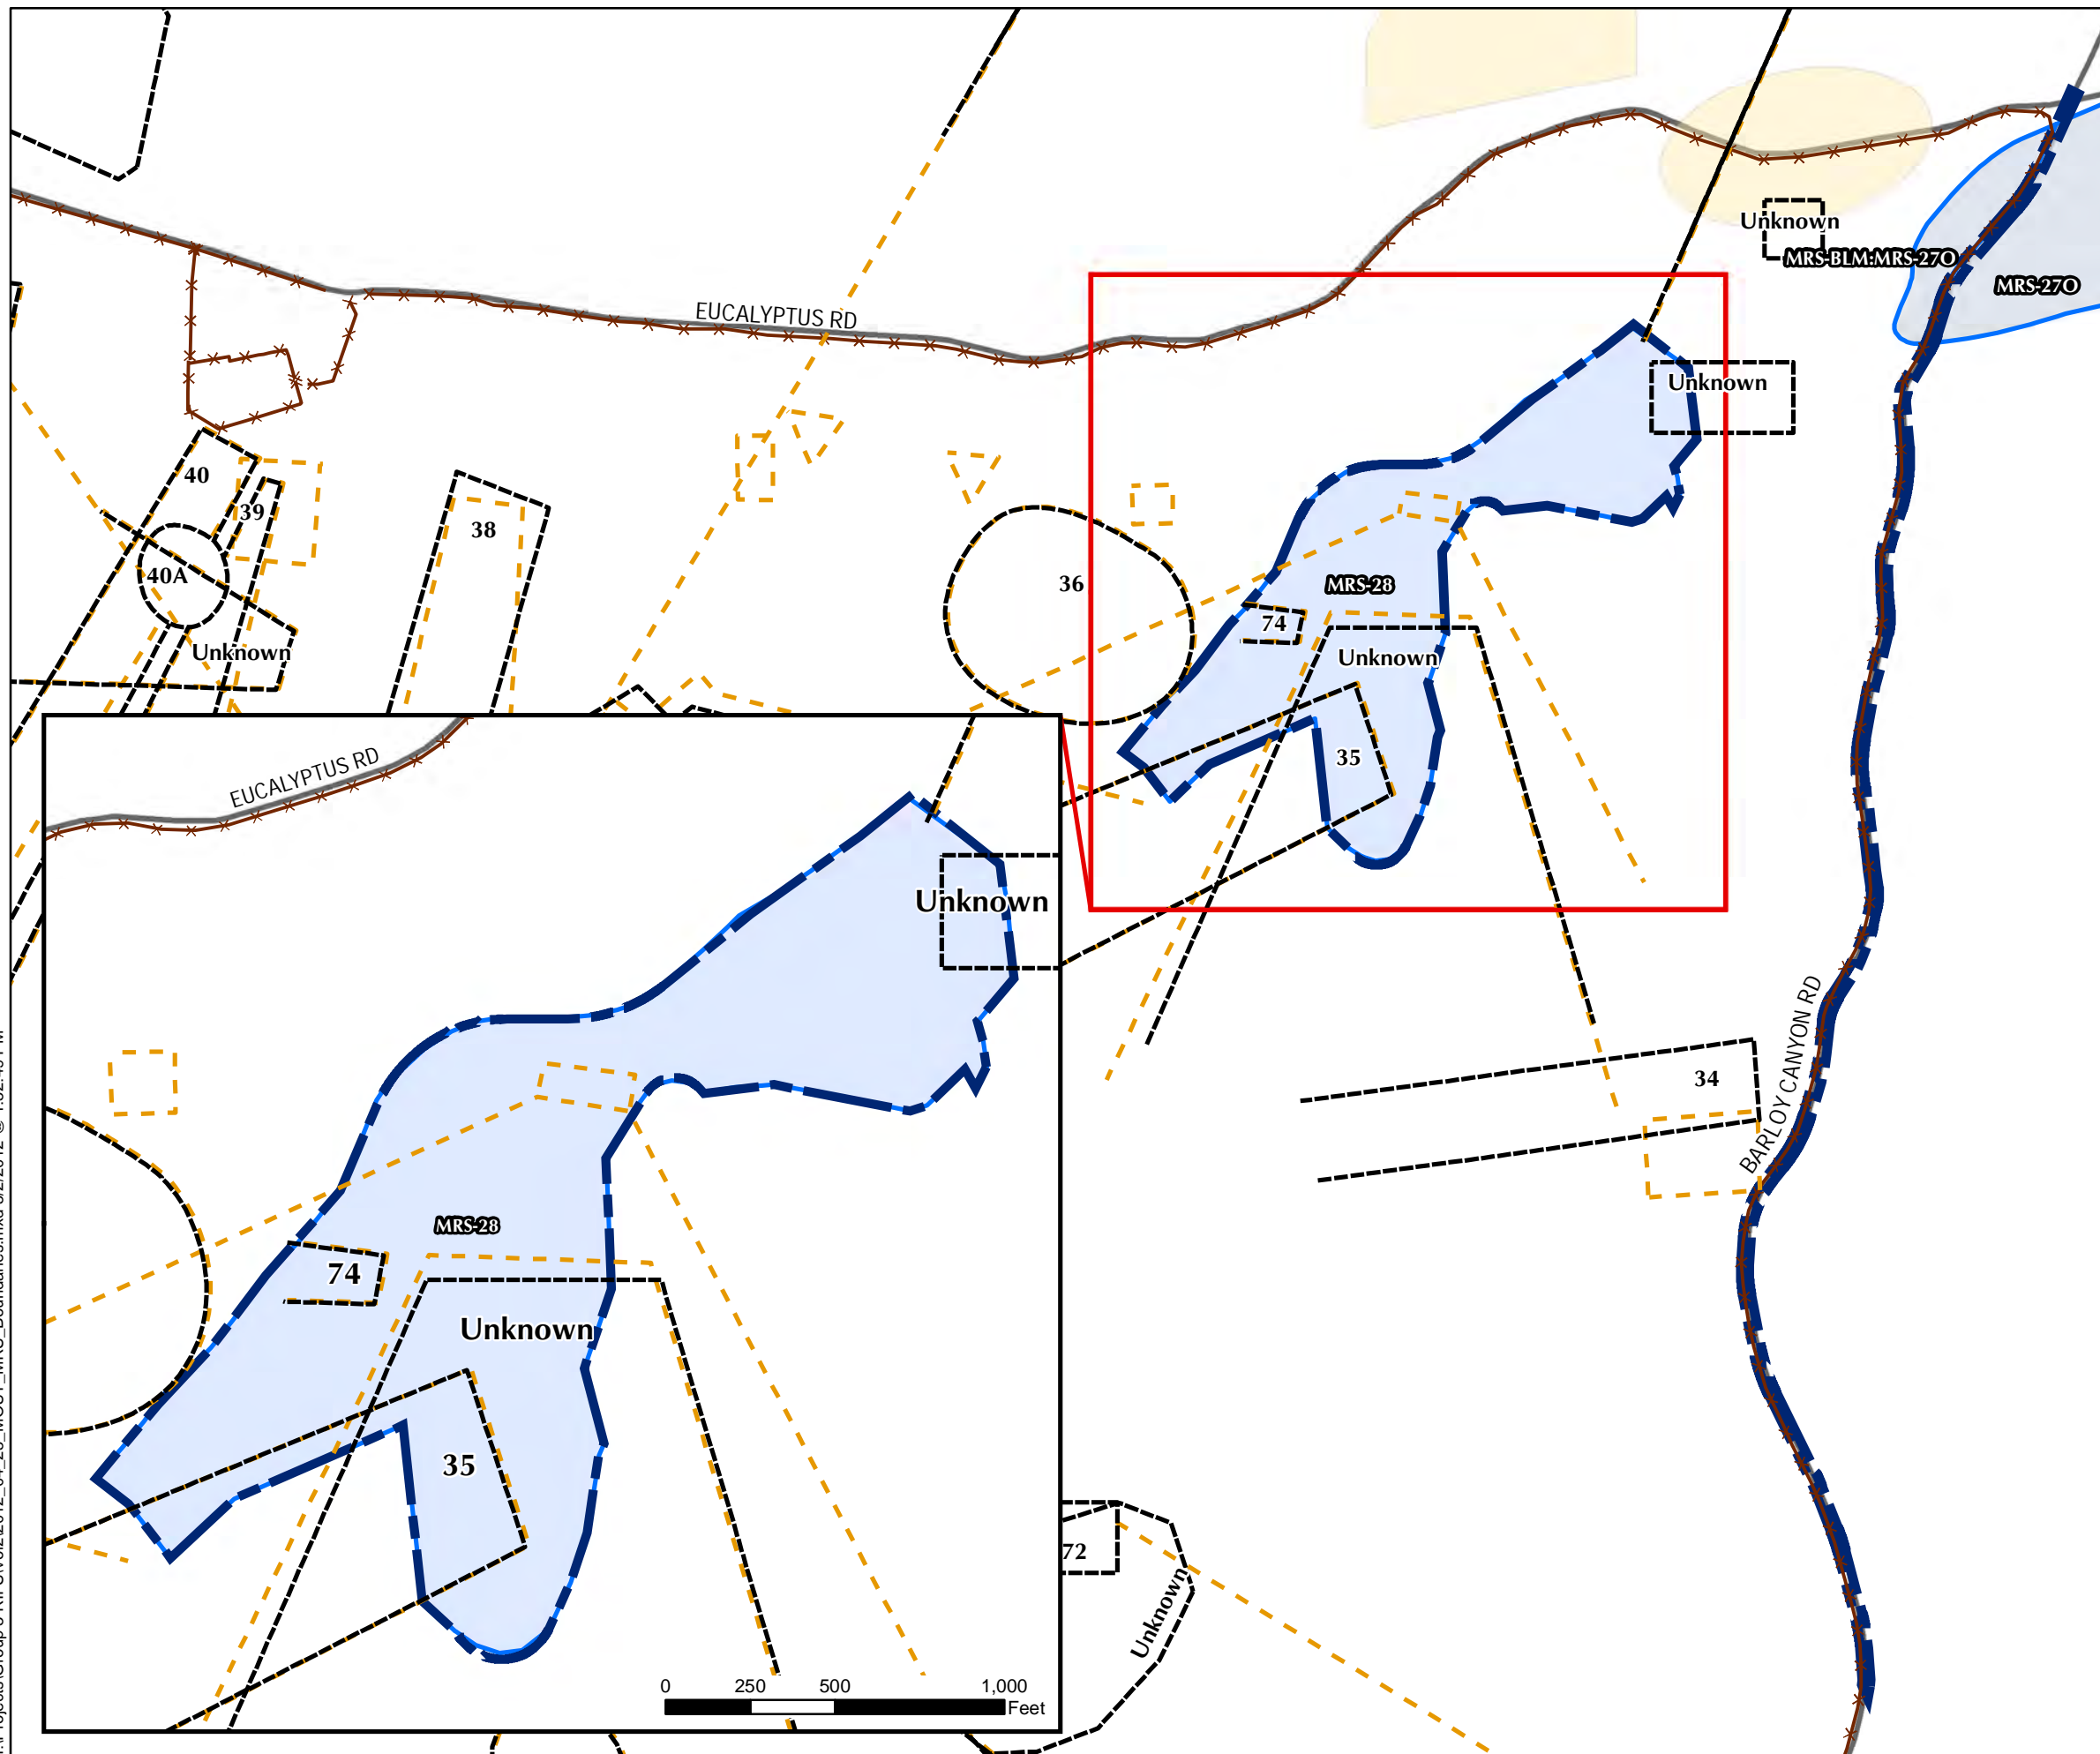 Unknown
MRS-BLM:MRS-27O
MRS-27O
EUCALYPTUS RD
Unknown
40
39
38
40A
36
MRS-28
74
Unknown
Unknown
35
EUCALYPTUS RD
Unknown
BARLOY CANYON RD
34
MRS-28
74
Unknown
35
72
Unknown
0 250 500 1,000
Feet